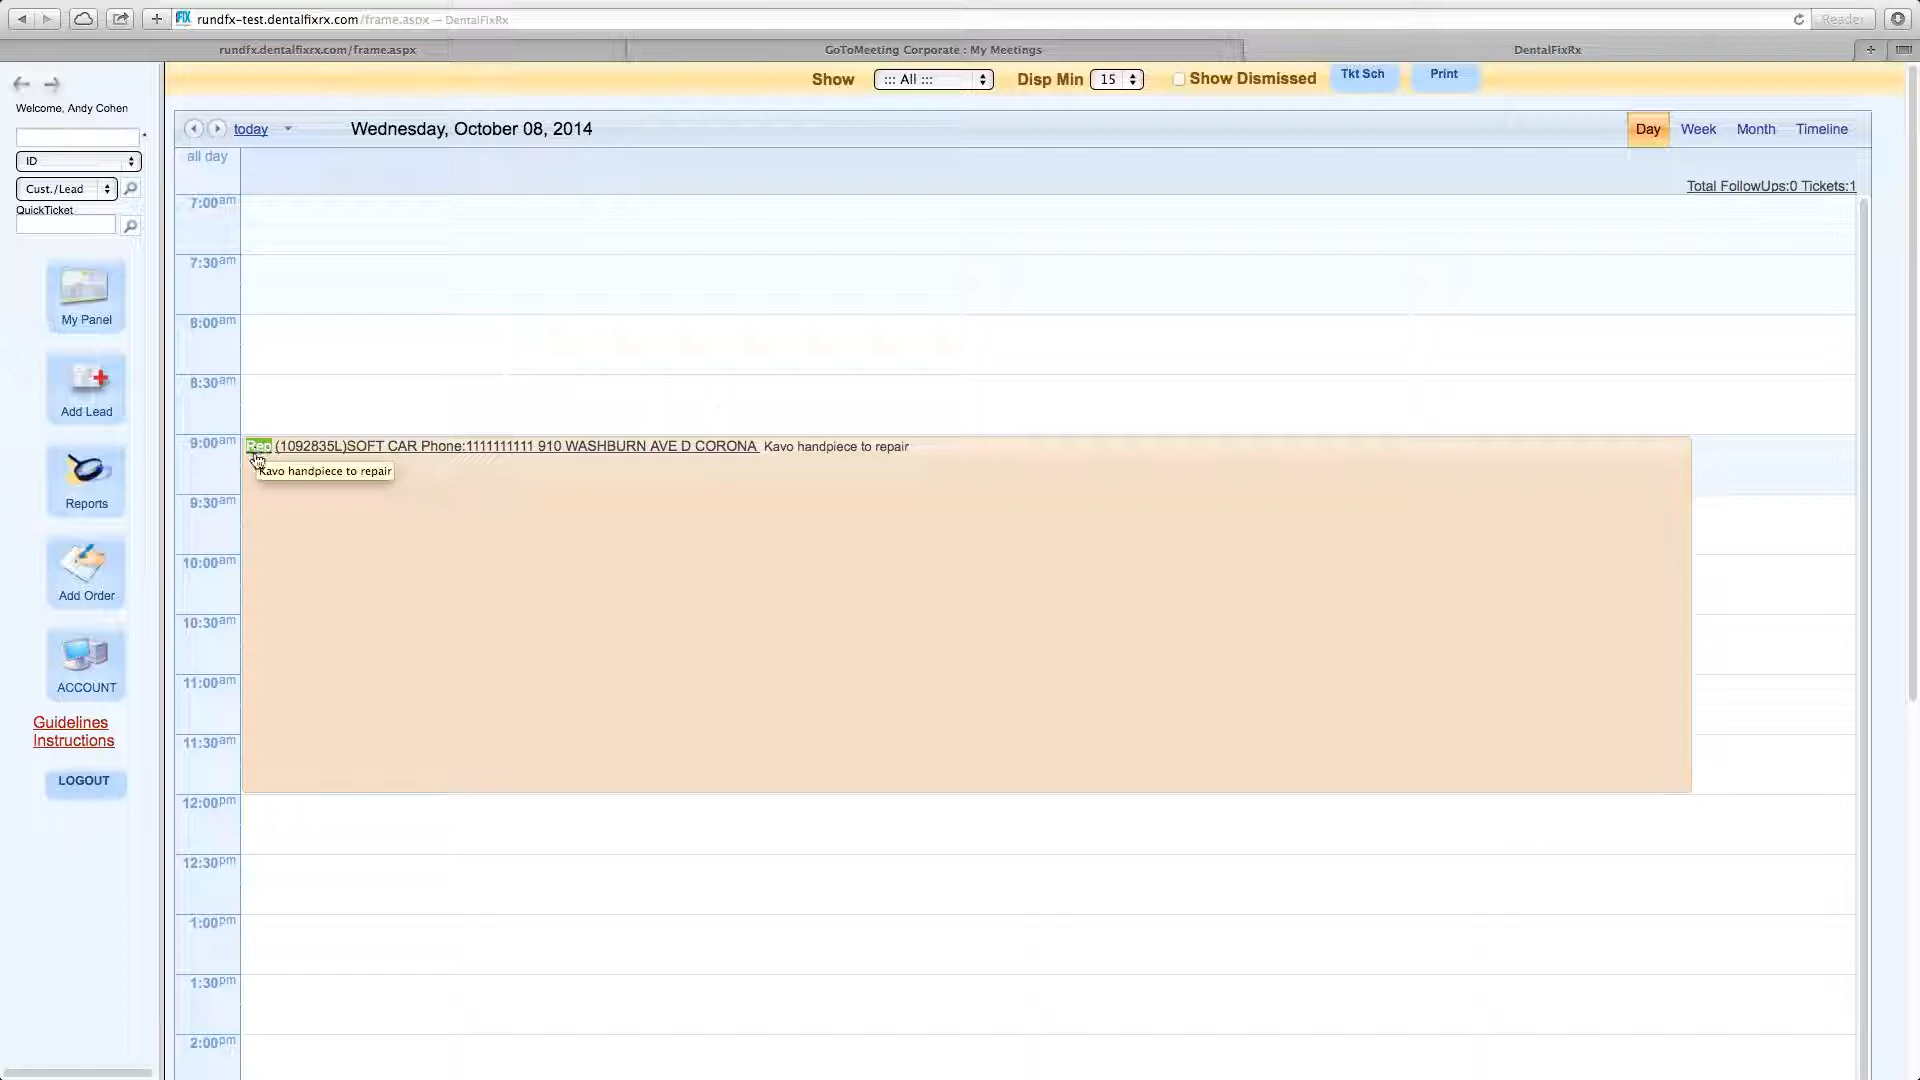 rundfx-test.dentalfixrx.com/frame.aspx — DentalFixRx
Reader
rundfx.dentalfixrx.com/frame.aspx
GoToMeeting Corporate : My Meetings
DentalFixRx
Welcome, Andy Cohen
*
ID
Cust./Lead
QuickTicket
My Panel
Add Lead
Reports
Add Order
ACCOUNT
Guidelines
Instructions
LOGOUT
Show ::: All ::: Disp Min 15 Show Dismissed Tkt Sch Print
today Wednesday, October 08, 2014 Day Week Month Timeline
all day
Total FollowUps:0 Tickets:1
7:00am
7:30am
8:00am
8:30am
9:00am
Rep (1092835L)SOFT CAR Phone:1111111111 910 WASHBURN AVE D CORONA Kavo handpiece to repair
Kavo handpiece to repair
9:30am
10:00am
10:30am
11:00am
11:30am
12:00pm
12:30pm
1:00pm
1:30pm
2:00pm